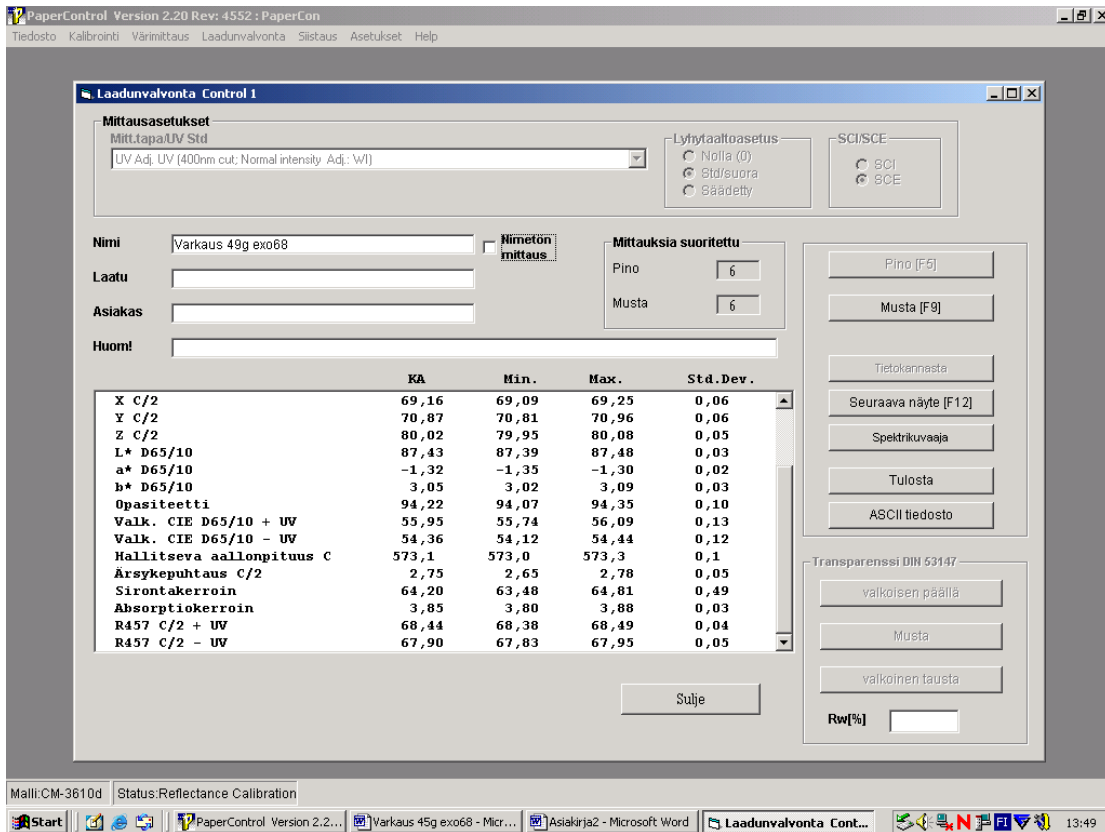 PaperControl Version 2.20 Rev: 4552 : PaperCon
Tiedosto Kalibrointi Värimittaus Laadunvalvonta Siistaus Asetukset Help
Laadunvalvonta Control 1
Mittausasetukset
Mitt.tapa/UV Std
UV Adj. UV (400nm cut; Normal intensity Adj.: WI)
Lyhytaaltoasetus
Nolla (0)
Std/suora
Säädetty
SCI/SCE
SCI
SCE
Nimi Varkaus 49g exo68
Nimetön mittaus
Laatu
Asiakas
Huom!
Mittauksia suoritettu
Pino 6
Musta 6
Pino [F5]
Musta [F9]
Tietokannasta
Seuraava näyte [F12]
Spektrikuvaaja
Tulosta
ASCII tiedosto
KA Min. Max. Std.Dev.
X C/2 69,16 69,09 69,25 0,06
Y C/2 70,87 70,81 70,96 0,06
Z C/2 80,02 79,95 80,08 0,05
L* D65/10 87,43 87,39 87,48 0,03
a* D65/10 -1,32 -1,35 -1,30 0,02
b* D65/10 3,05 3,02 3,09 0,03
Opasiteetti 94,22 94,07 94,35 0,10
Valk. CIE D65/10 + UV 55,95 55,74 56,09 0,13
Valk. CIE D65/10 - UV 54,36 54,12 54,44 0,12
Hallitseva aallonpituus C 573,1 573,0 573,3 0,1
Ärsykepuhtaus C/2 2,75 2,65 2,78 0,05
Sirontakerroin 64,20 63,48 64,81 0,49
Absorptiokerroin 3,85 3,80 3,88 0,03
R457 C/2 + UV 68,44 68,38 68,49 0,04
R457 C/2 - UV 67,90 67,83 67,95 0,05
Transparenssi DIN 53147
valkoisen päällä
Musta
valkoinen tausta
Rw[%]
Sulje
Malli:CM-3610d Status:Reflectance Calibration
Start PaperControl Version 2.2... Varkaus 45g exo68 - Micr... Asiakirja2 - Microsoft Word Laadunvalvonta Cont... N FI 13:49